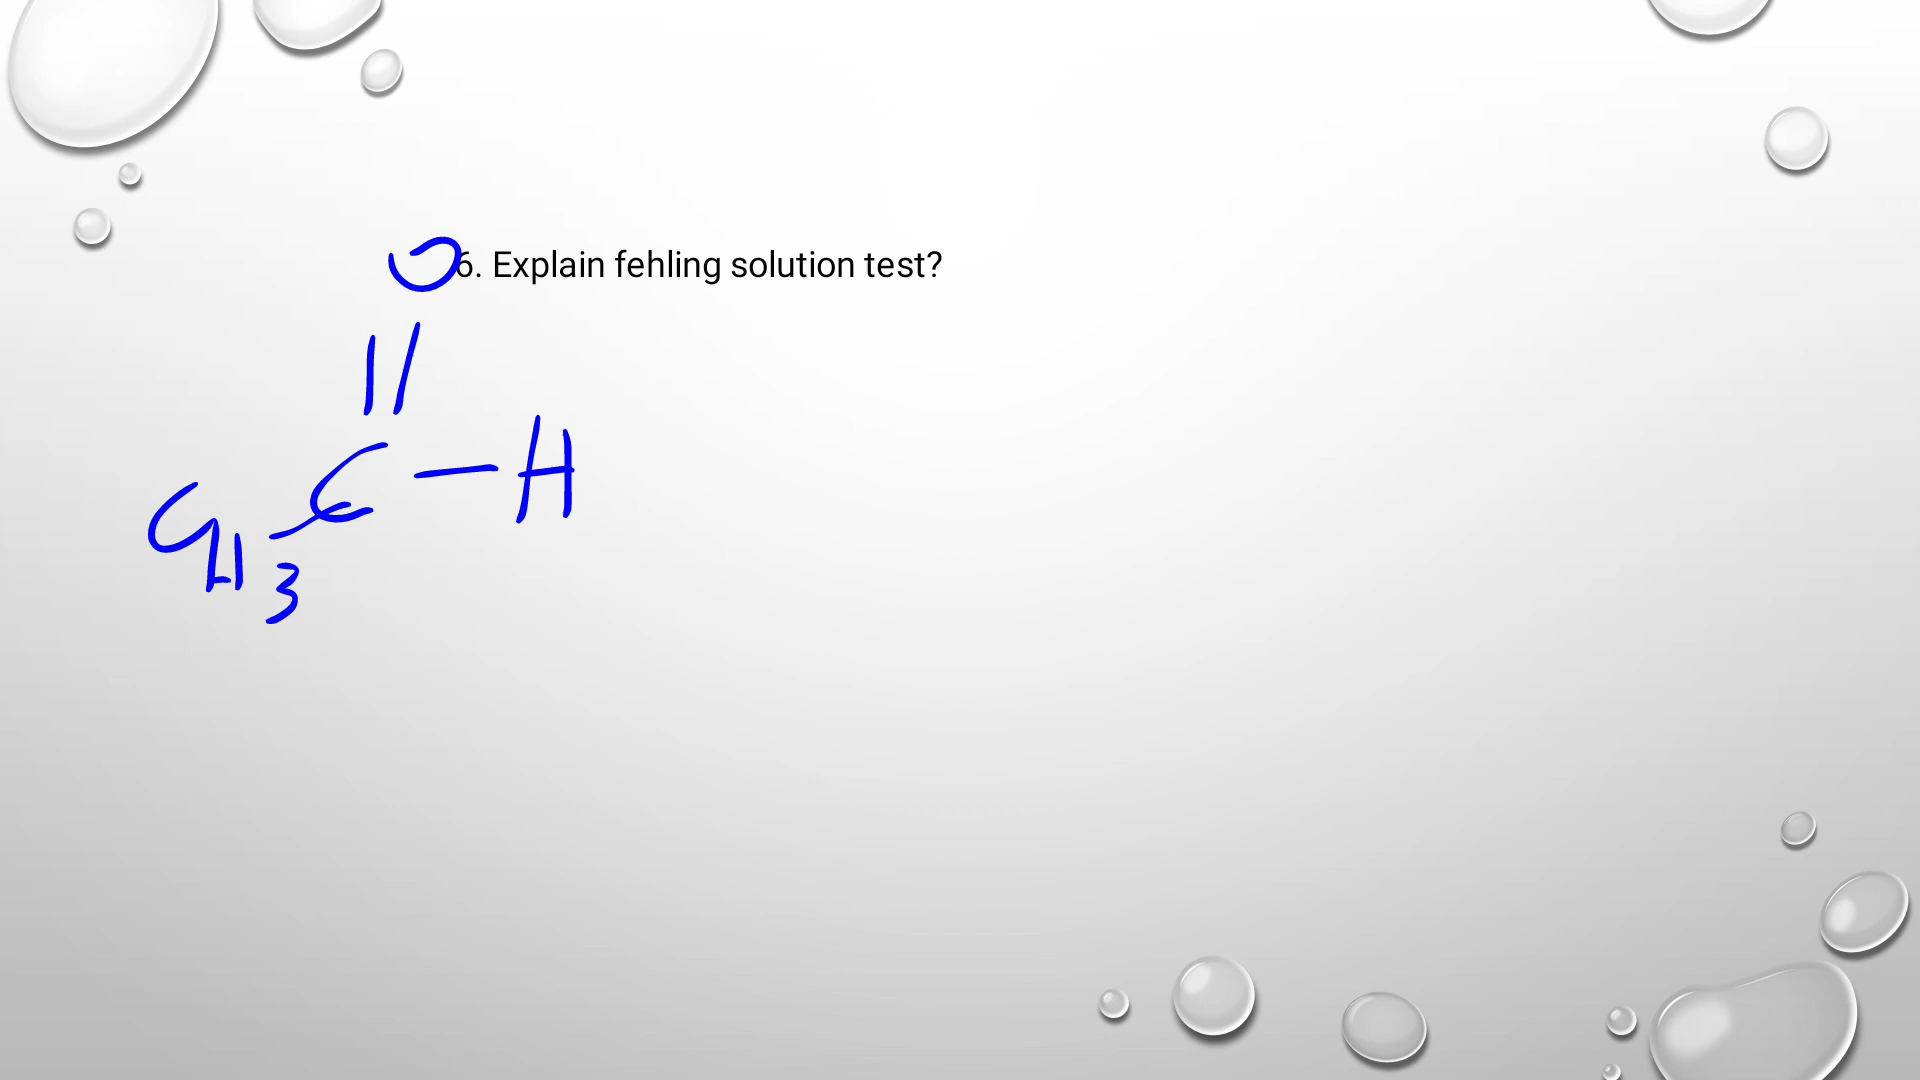 6. Explain fehling solution test?
O
||
C — H
CH3